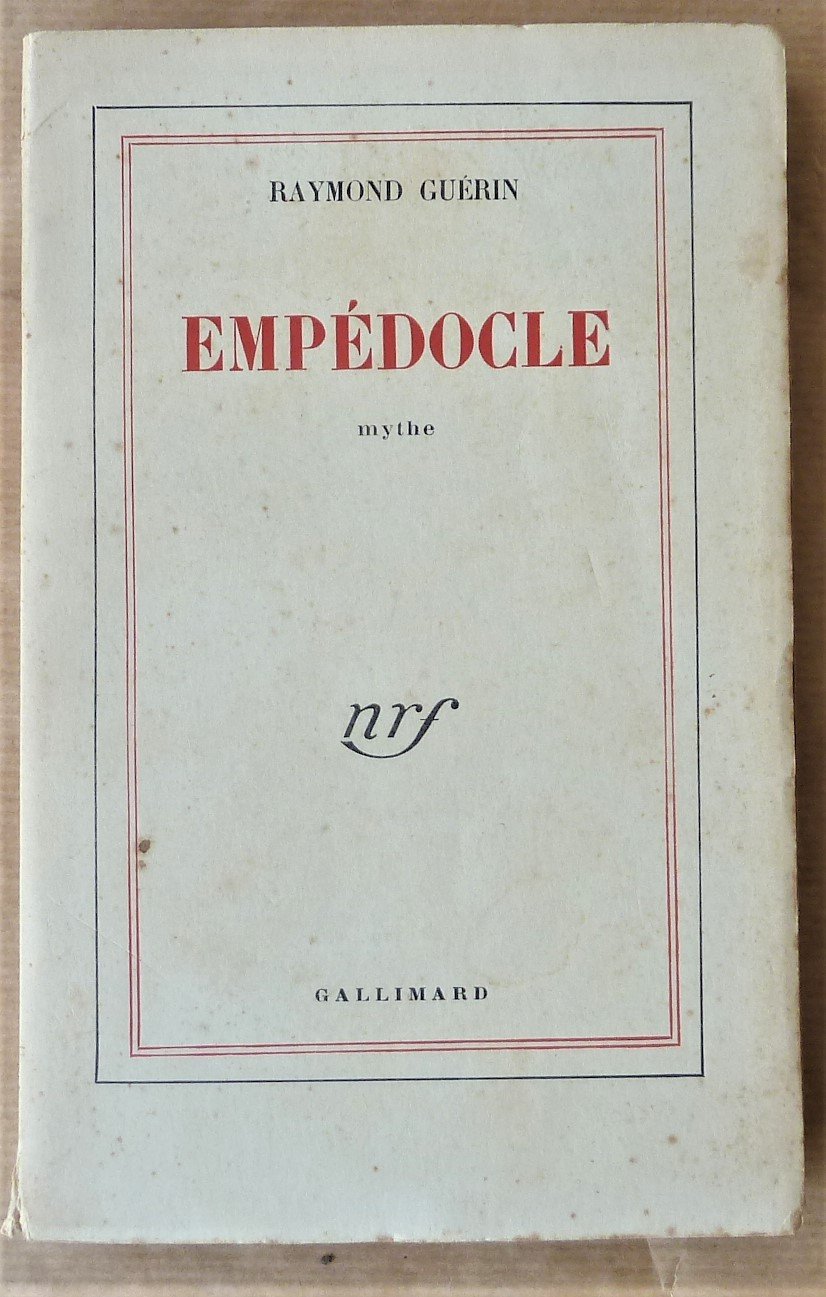 RAYMOND GUÉRIN
EMPÉDOCLE
mythe
nrf
GALLIMARD